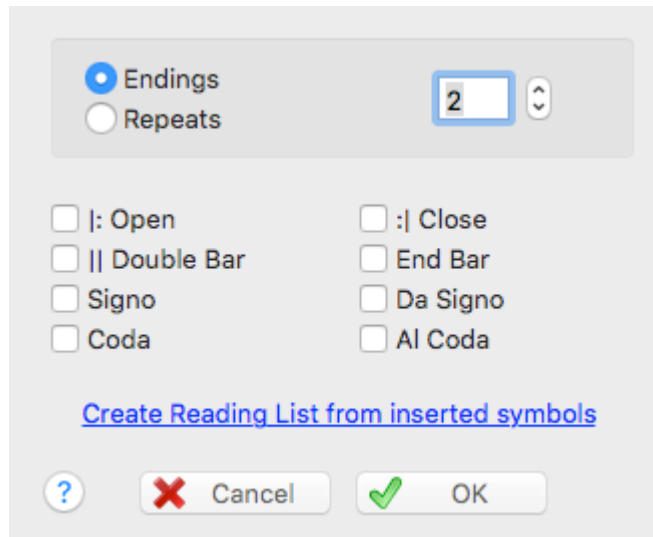 Endings
Repeats
2
|: Open
:| Close
|| Double Bar
End Bar
Signo
Da Signo
Coda
Al Coda
Create Reading List from inserted symbols
? Cancel OK